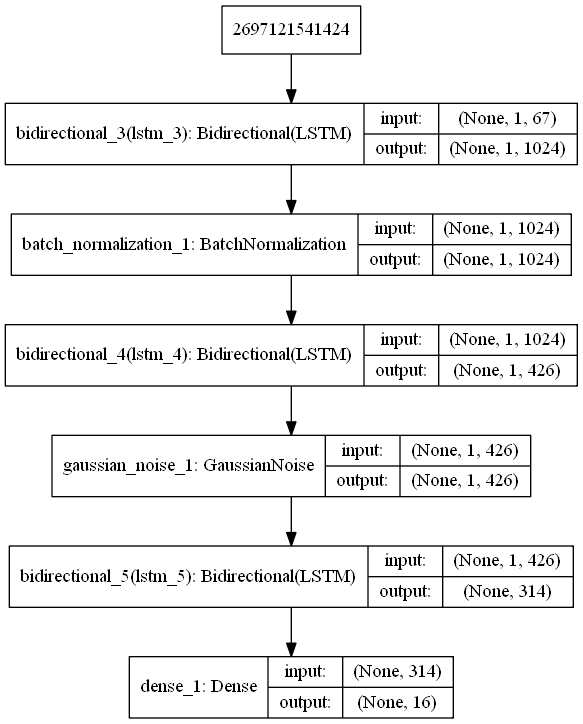 2697121541424
bidirectional_3(lstm_3): Bidirectional(LSTM)
input: (None, 1, 67)
output: (None, 1, 1024)
batch_normalization_1: BatchNormalization
input: (None, 1, 1024)
output: (None, 1, 1024)
bidirectional_4(lstm_4): Bidirectional(LSTM)
input: (None, 1, 1024)
output: (None, 1, 426)
gaussian_noise_1: GaussianNoise
input: (None, 1, 426)
output: (None, 1, 426)
bidirectional_5(lstm_5): Bidirectional(LSTM)
input: (None, 1, 426)
output: (None, 314)
dense_1: Dense
input: (None, 314)
output: (None, 16)